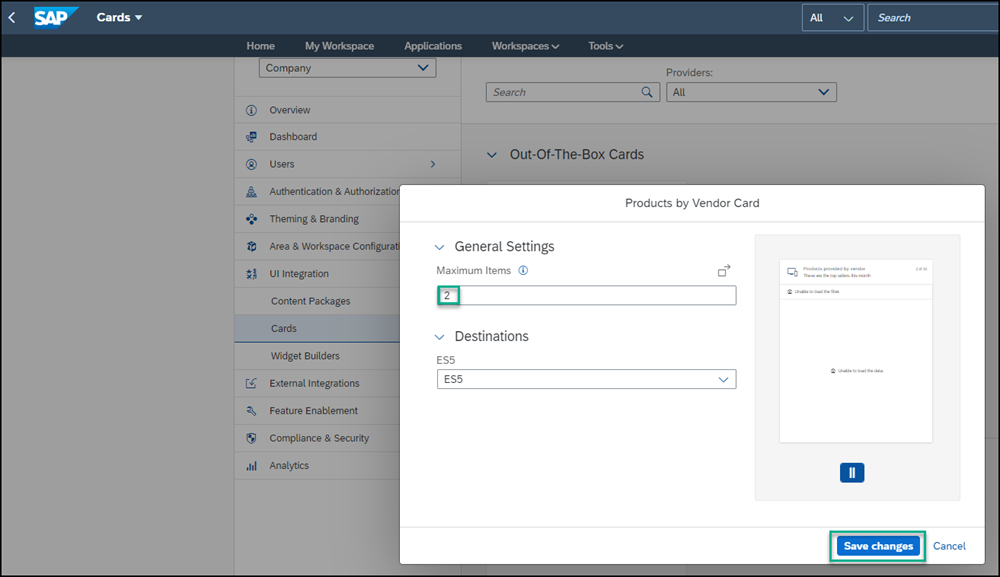 SAP Cards All Search
Home My Workspace Applications Workspaces Tools
Company
Providers:
Search All
Overview
Dashboard
Users
Authentication & Authorization
Theming & Branding
Area & Workspace Configurati
UI Integration
Content Packages
Cards
Widget Builders
External Integrations
Feature Enablement
Compliance & Security
Analytics
Out-Of-The-Box Cards
Products by Vendor Card
General Settings
Maximum Items
2
Destinations
ES5
ES5
Products provided by vendor
These are the top sellers this month
Unable to load the filter.
Unable to load the data.
Save changes Cancel